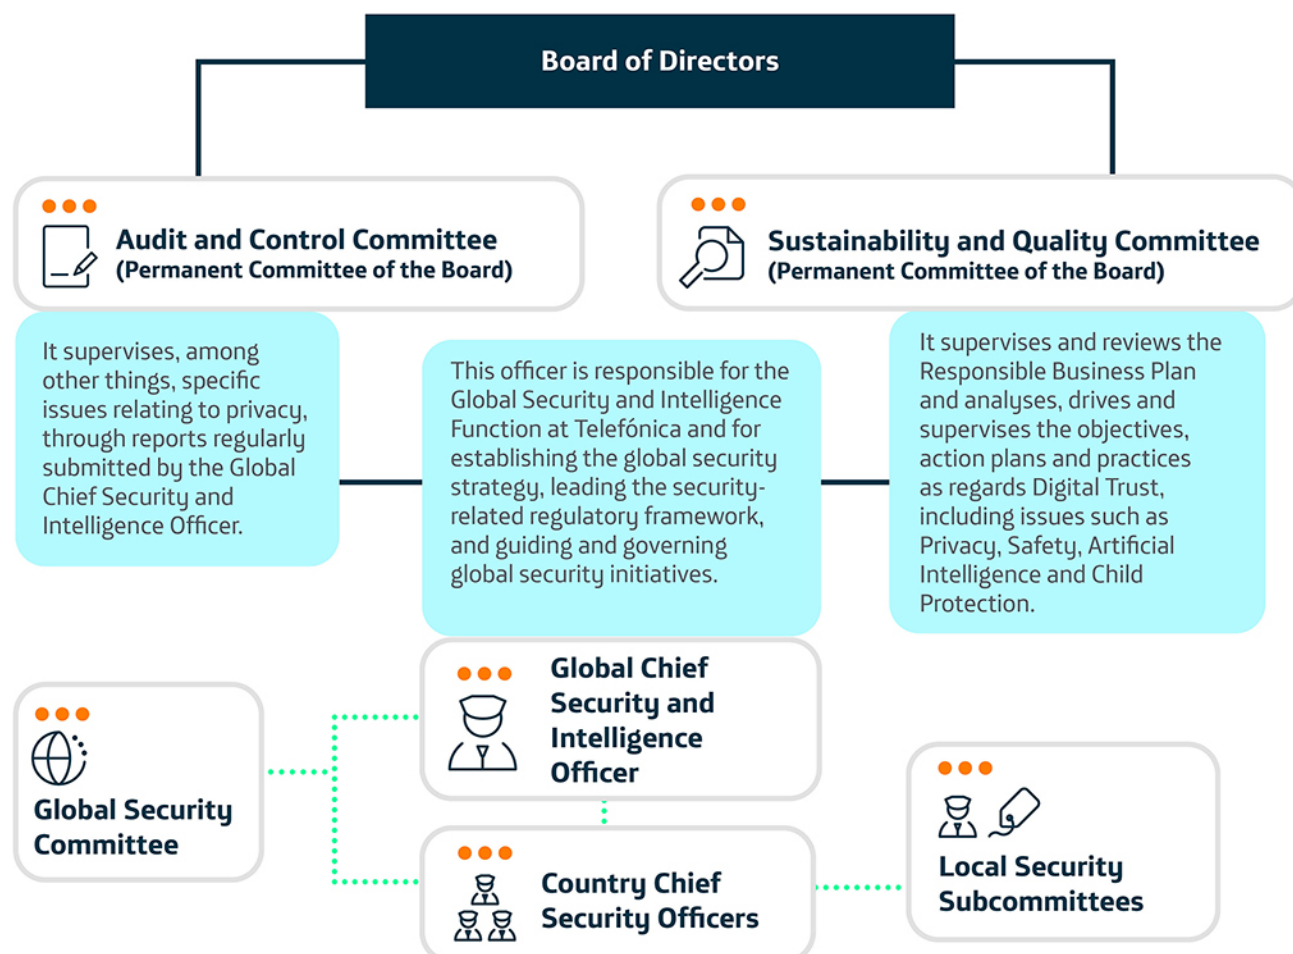 Board of Directors
Audit and Control Committee
(Permanent Committee of the Board)
Sustainability and Quality Committee
(Permanent Committee of the Board)
It supervises, among
other things, specific
issues relating to privacy,
through reports regularly
submitted by the Global
Chief Security and
Intelligence Officer.
This officer is responsible for the
Global Security and Intelligence
Function at Telefónica and for
establishing the global security
strategy, leading the security-
related regulatory framework,
and guiding and governing
global security initiatives.
It supervises and reviews the
Responsible Business Plan
and analyses, drives and
supervises the objectives,
action plans and practices
as regards Digital Trust,
including issues such as
Privacy, Safety, Artificial
Intelligence and Child
Protection.
Global Chief
Security and
Intelligence
Officer
Global Security
Committee
Country Chief
Security Officers
Local Security
Subcommittees